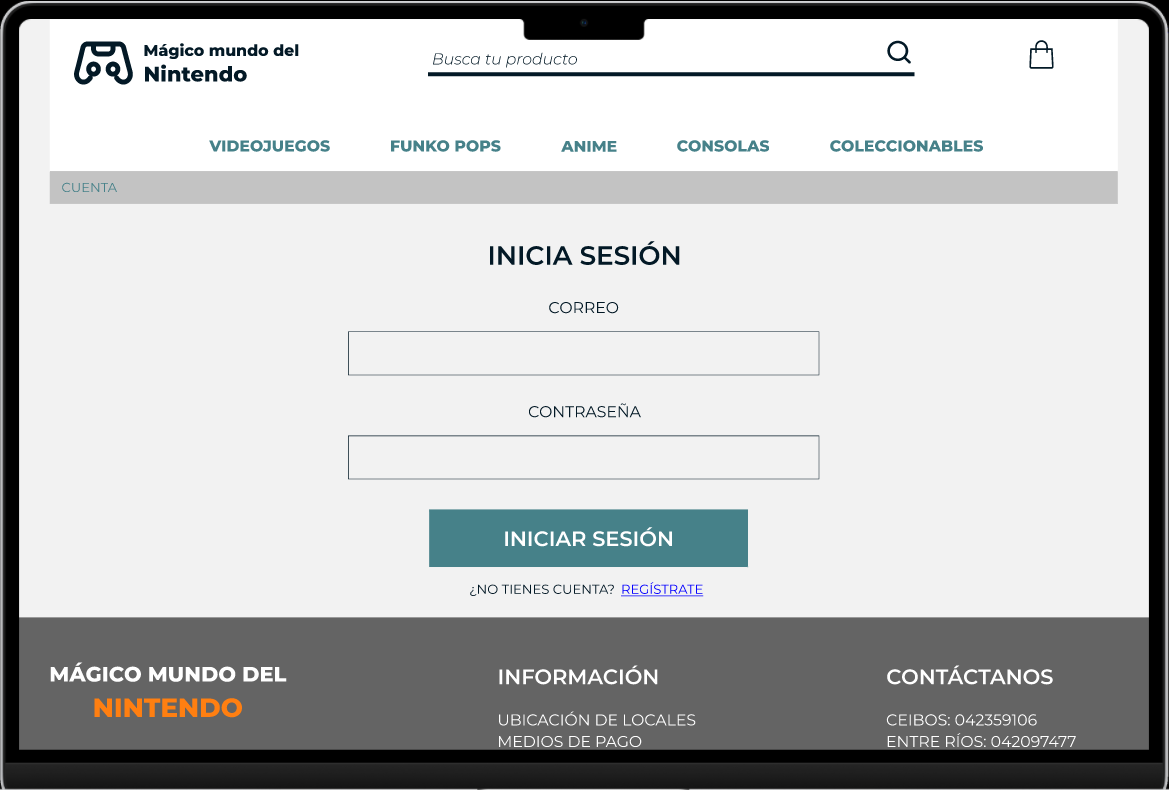 Mágico mundo del
Nintendo
Busca tu producto
VIDEOJUEGOS FUNKO POPS ANIME CONSOLAS COLECCIONABLES
CUENTA
INICIA SESIÓN
CORREO
CONTRASEÑA
INICIAR SESIÓN
¿NO TIENES CUENTA? REGÍSTRATE
MÁGICO MUNDO DEL
NINTENDO
INFORMACIÓN
UBICACIÓN DE LOCALES
MEDIOS DE PAGO
CONTÁCTANOS
CEIBOS: 042359106
ENTRE RÍOS: 042097477